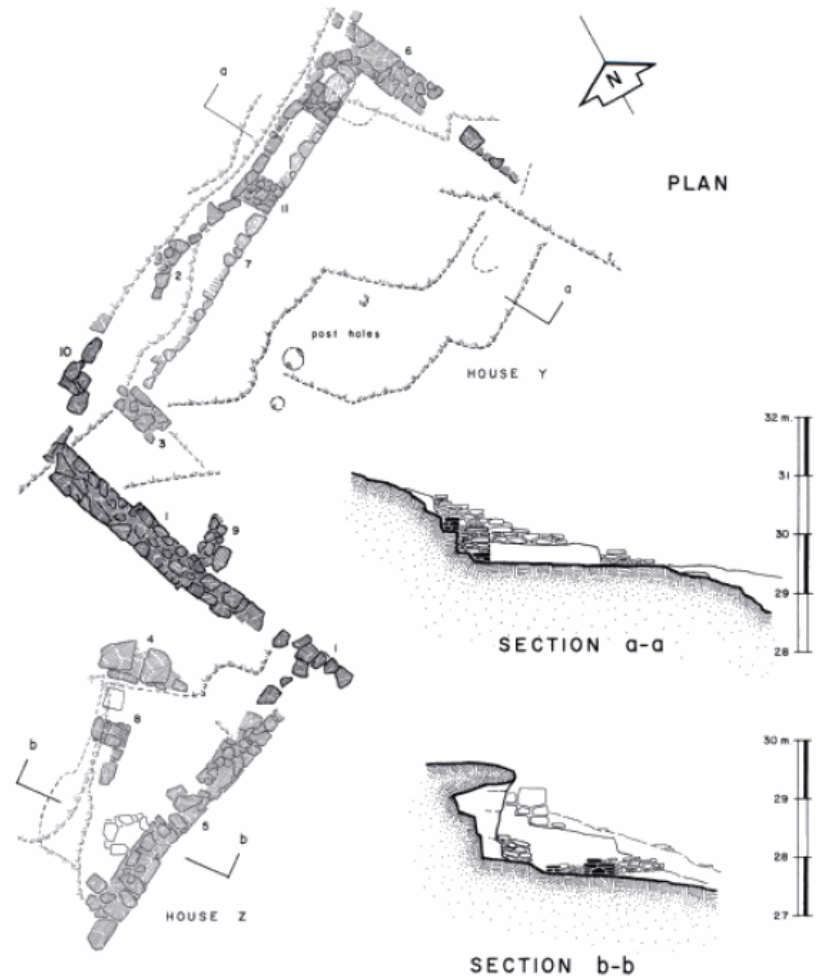 6
a
N
PLAN
11
7
2
a
post holes
10
HOUSE Y
3
32 m.
31
1
9
30
29
SECTION a-a
28
4
1
8
b
30 m.
29
5
b
28
HOUSE Z
27
SECTION b-b